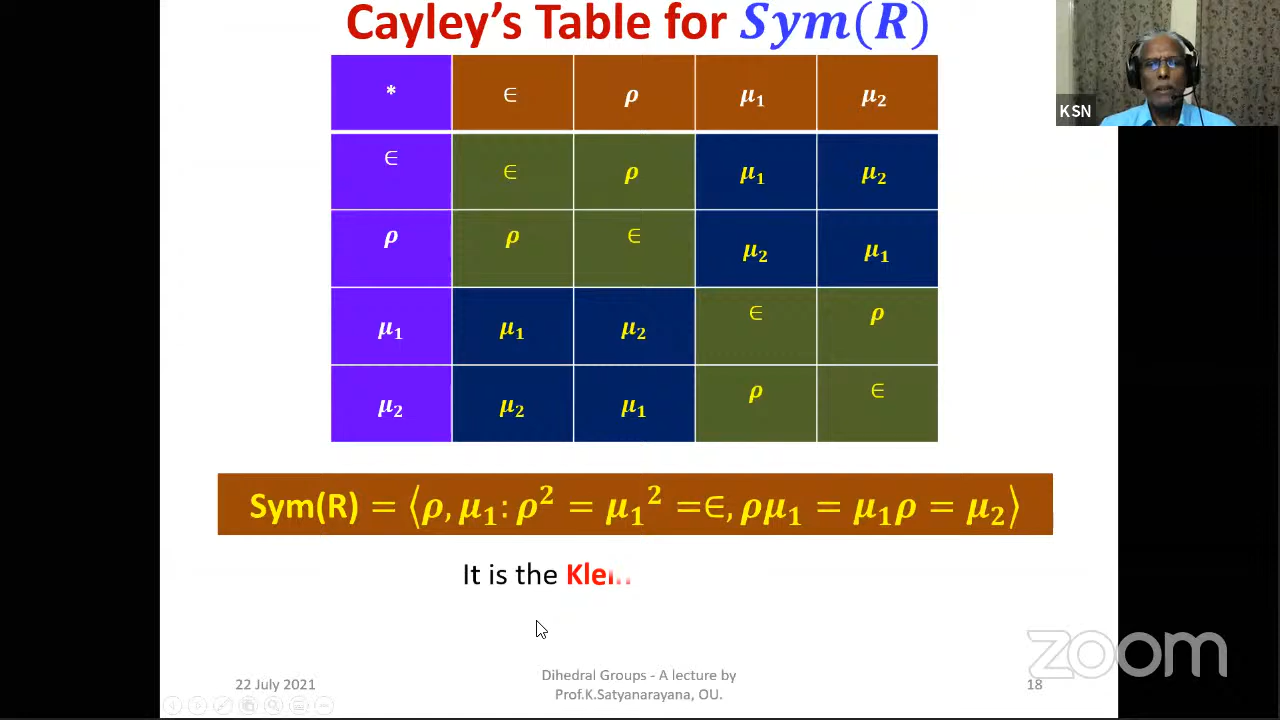 Cayley's Table for 𝑺𝒚𝒎(𝑹)
* ∈ 𝝆 𝝁₁ 𝝁₂
∈ ∈ 𝝆 𝝁₁ 𝝁₂
𝝆 𝝆 ∈ 𝝁₂ 𝝁₁
𝝁₁ 𝝁₁ 𝝁₂ ∈ 𝝆
𝝁₂ 𝝁₂ 𝝁₁ 𝝆 ∈
Sym(R) = ⟨𝝆, 𝝁₁: 𝝆² = 𝝁₁² =∈, 𝝆𝝁₁ = 𝝁₁𝝆 = 𝝁₂⟩
It is the
KSN
zoom
22 July 2021
Dihedral Groups - A lecture by
Prof.K.Satyanarayana, OU.
18